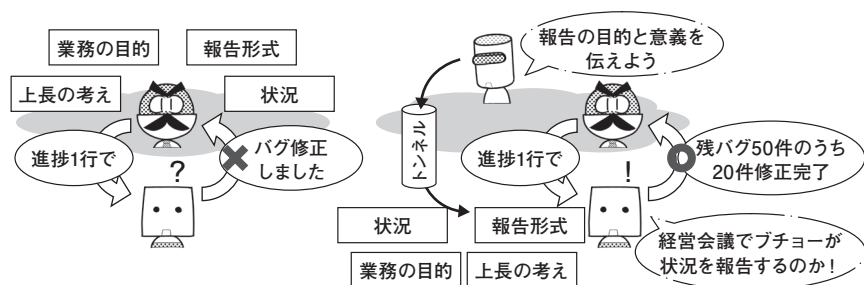 業務の目的
報告形式
上長の考え
状況
進捗1行で
バグ修正
しました
?
報告の目的と意義を
伝えよう
トンネル
進捗1行で
残バグ50件のうち
20件修正完了
!
状況
報告形式
業務の目的
上長の考え
経営会議でブチョーが
状況を報告するのか!